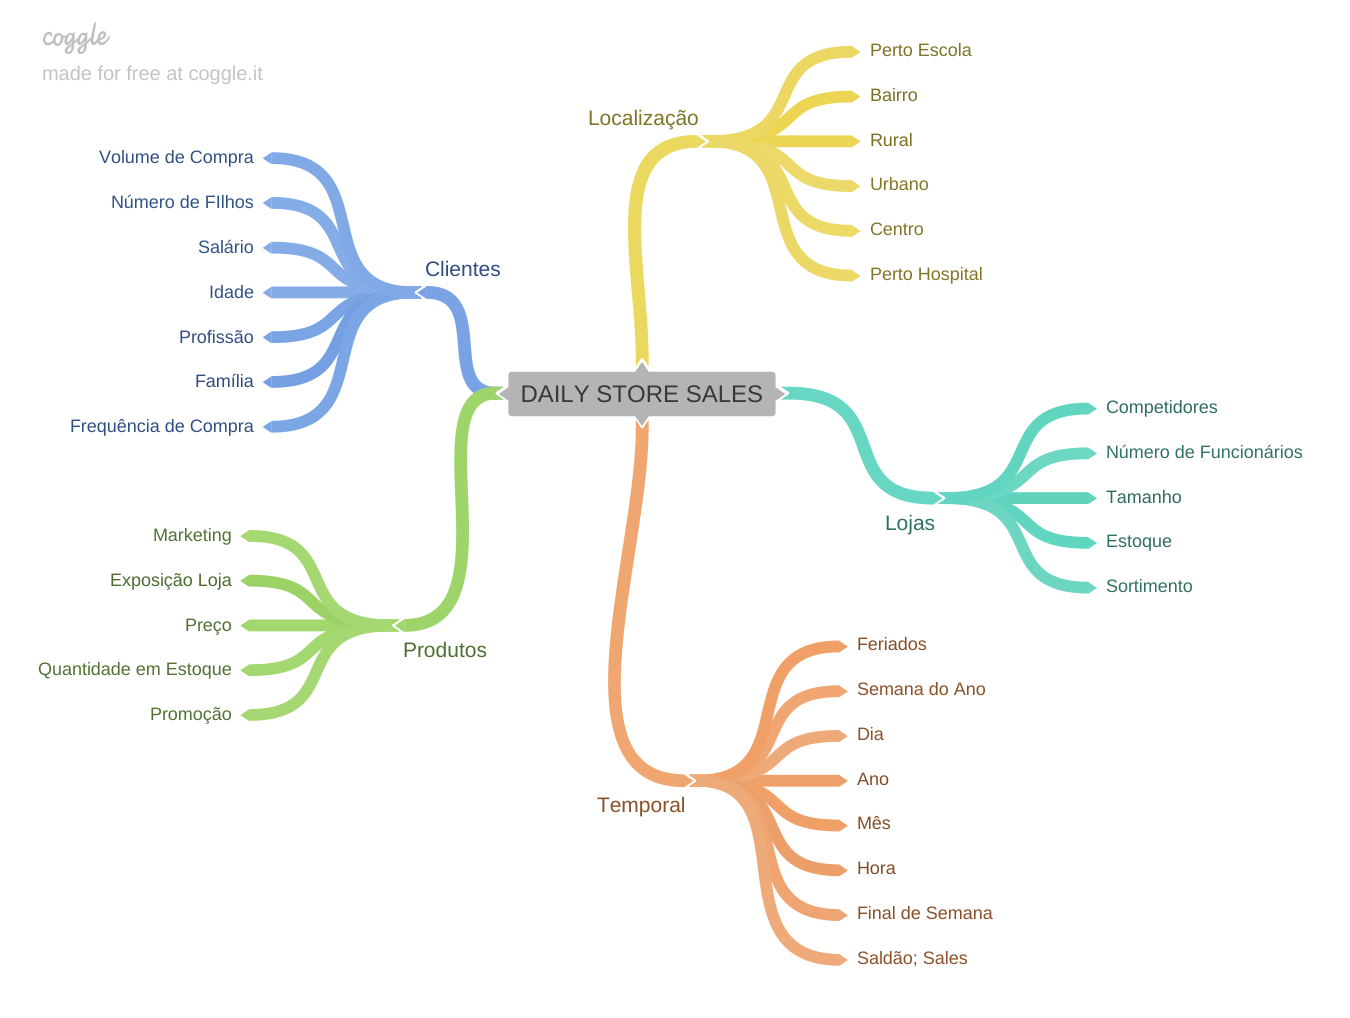 coggle
made for free at coggle.it
Localização
Perto Escola
Bairro
Rural
Urbano
Centro
Perto Hospital
Clientes
Volume de Compra
Número de FIlhos
Salário
Idade
Profissão
Família
Frequência de Compra
DAILY STORE SALES
Lojas
Competidores
Número de Funcionários
Tamanho
Estoque
Sortimento
Produtos
Marketing
Exposição Loja
Preço
Quantidade em Estoque
Promoção
Temporal
Feriados
Semana do Ano
Dia
Ano
Mês
Hora
Final de Semana
Saldão; Sales